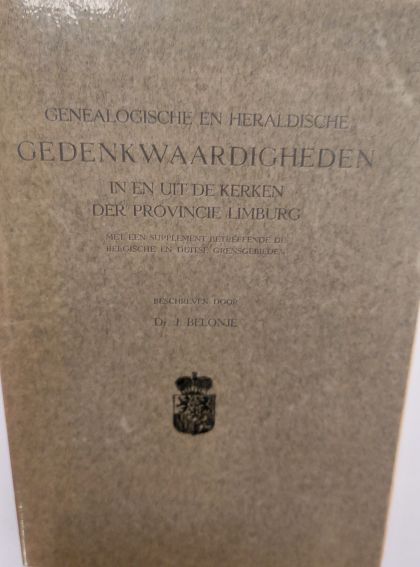 GENEALOGISCHE EN HERALDISCHE
GEDENKWAARDIGHEDEN
IN EN UIT DE KERKEN
DER PROVINCIE LIMBURG
MET EEN SUPPLEMENT BETREFFENDE DE
BELGISCHE EN DUITSE GRENSGEBIEDEN
BESCHREVEN DOOR
Dr. J. BELONJE